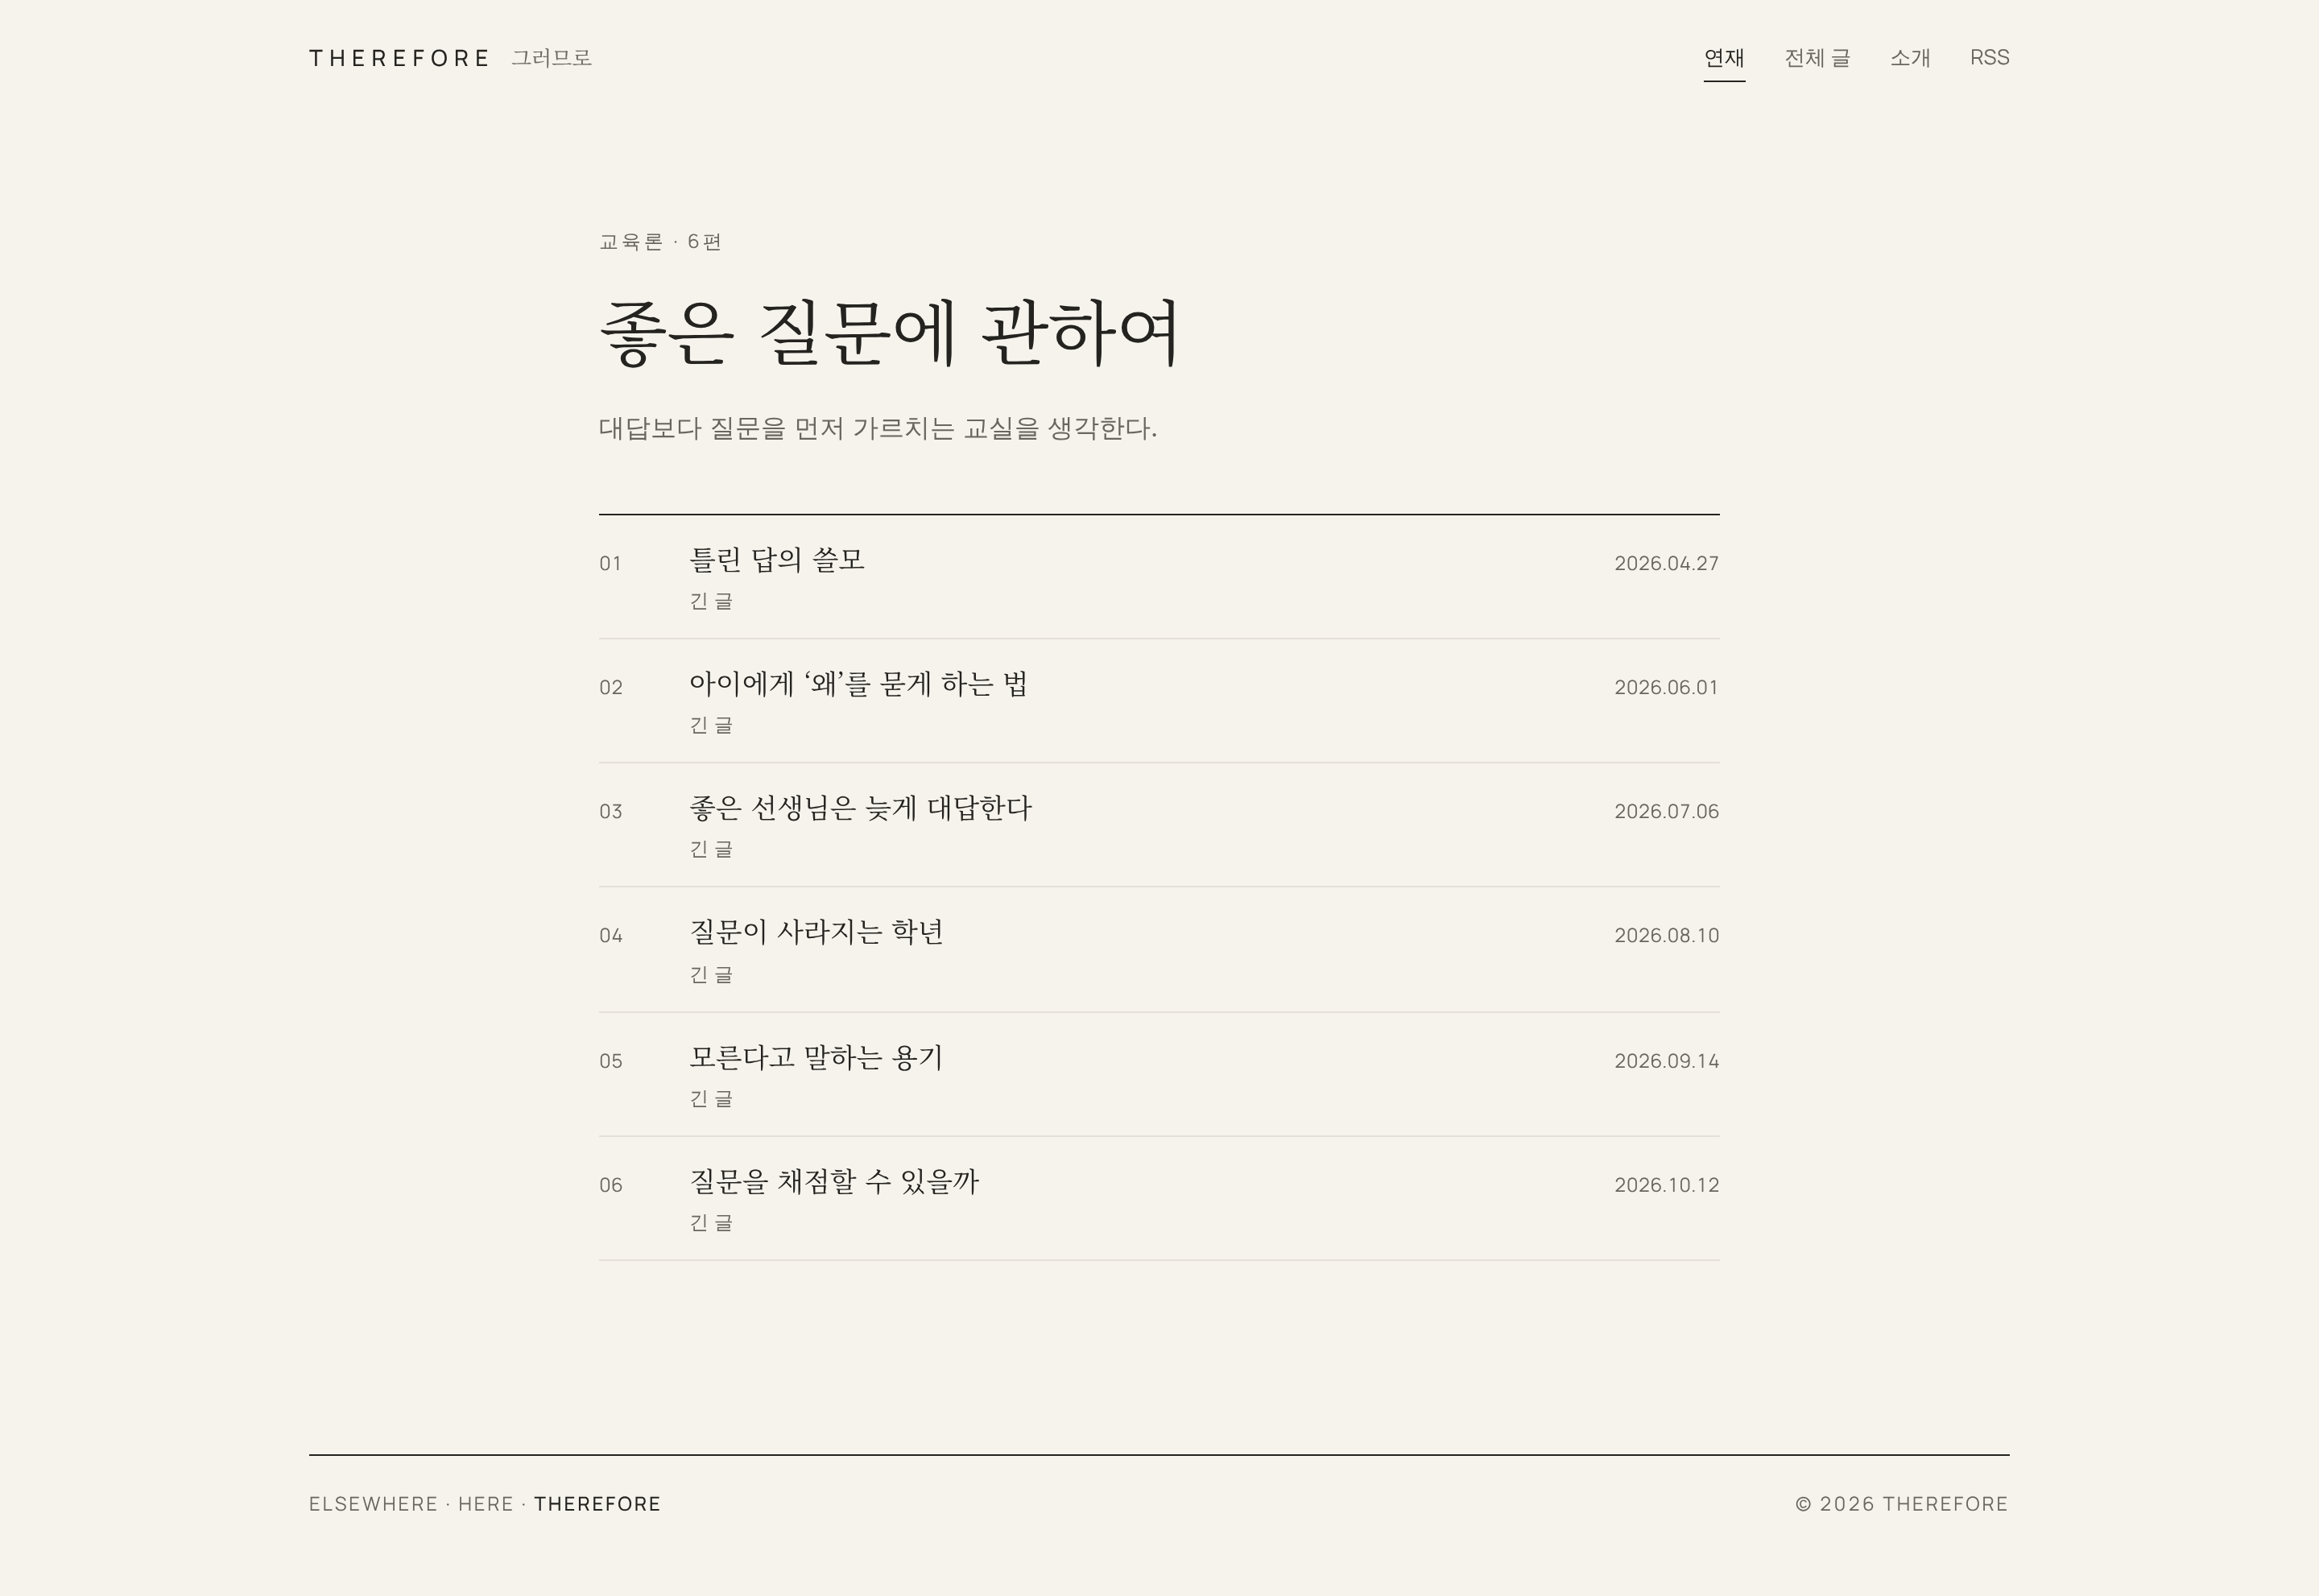 THEREFORE 그러므로
연재 전체 글 소개 RSS
교육론 · 6편
좋은 질문에 관하여
대답보다 질문을 먼저 가르치는 교실을 생각한다.
01 틀린 답의 쓸모 2026.04.27
긴 글
02 아이에게 ‘왜’를 묻게 하는 법 2026.06.01
긴 글
03 좋은 선생님은 늦게 대답한다 2026.07.06
긴 글
04 질문이 사라지는 학년 2026.08.10
긴 글
05 모른다고 말하는 용기 2026.09.14
긴 글
06 질문을 채점할 수 있을까 2026.10.12
긴 글
ELSEWHERE · HERE · THEREFORE
© 2026 THEREFORE